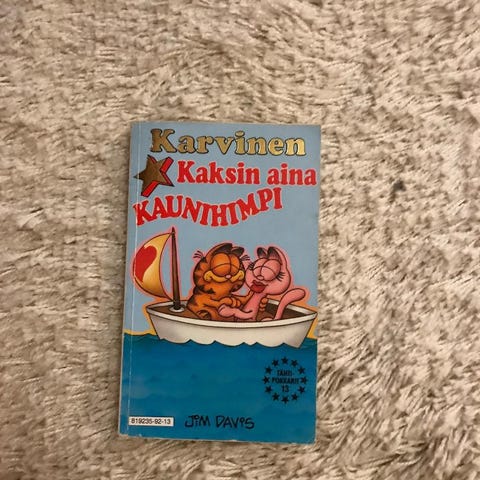 Karvinen
Kaksin aina
KAUNIHIMPI
TÄHTI-
POKKARIT
13
819235-92-13
JIM DAVIS